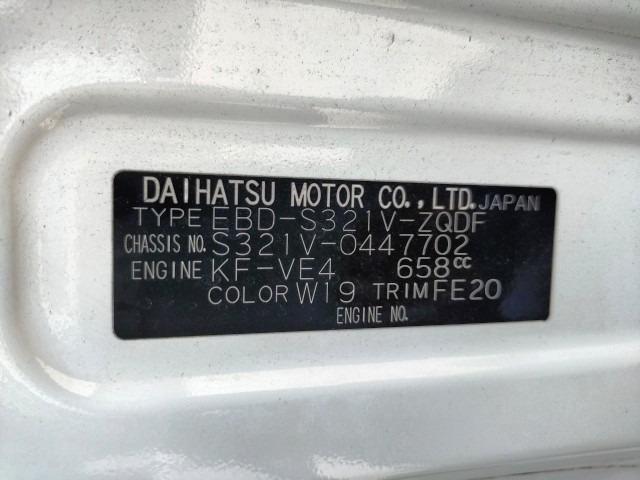 DAIHATSU MOTOR CO.,LTD. JAPAN
TYPE EBD-S321V-ZQDF
CHASSIS NO. S321V-0447702
ENGINE KF-VE4 658cc
COLOR W19 TRIM FE20
ENGINE NO.